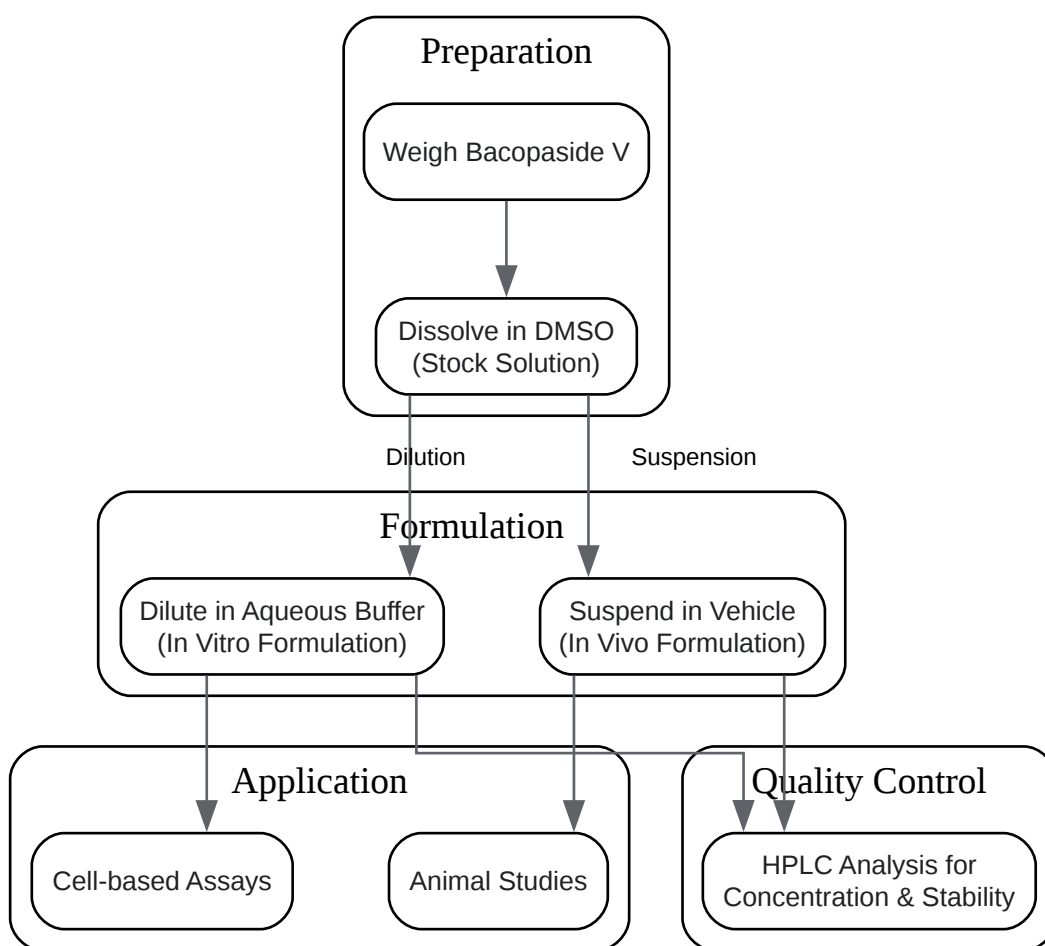 Preparation
Weigh Bacopaside V
Dissolve in DMSO
(Stock Solution)
Dilution
Suspension
Formulation
Dilute in Aqueous Buffer
(In Vitro Formulation)
Suspend in Vehicle
(In Vivo Formulation)
Application
Cell-based Assays
Animal Studies
Quality Control
HPLC Analysis for
Concentration & Stability